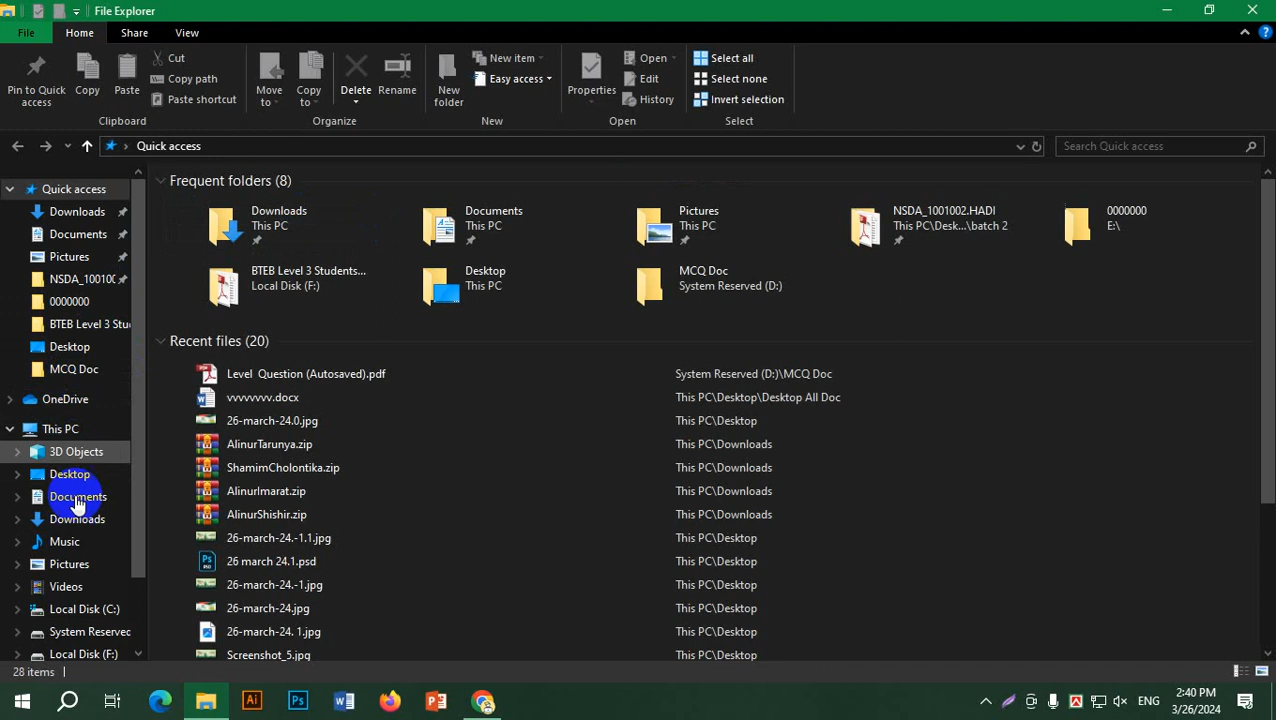 File Explorer
File Home Share View
Pin to Quick access
Copy
Paste
Cut
Copy path
Paste shortcut
Clipboard
Move to
Copy to
Delete
Rename
Organize
New folder
New item
Easy access
New
Properties
Open
Edit
History
Open
Select all
Select none
Invert selection
Select
Quick access
Search Quick access
Quick access
Downloads
Documents
Pictures
NSDA_10010
0000000
BTEB Level 3 Stu
Desktop
MCQ Doc
OneDrive
This PC
3D Objects
Desktop
Documents
Downloads
Music
Pictures
Videos
Local Disk (C:)
System Reserved
Local Disk (F:)
Frequent folders (8)
Downloads
This PC
Documents
This PC
Pictures
This PC
NSDA_1001002.HADI
This PC\Desk...\batch 2
0000000
E:\
BTEB Level 3 Students...
Local Disk (F:)
Desktop
This PC
MCQ Doc
System Reserved (D:)
Recent files (20)
Level Question (Autosaved).pdf System Reserved (D:)\MCQ Doc
vvvvvvvv.docx This PC\Desktop\Desktop All Doc
26-march-24.0.jpg This PC\Desktop
AlinurTarunya.zip This PC\Downloads
ShamimCholontika.zip This PC\Downloads
AlinurImarat.zip This PC\Downloads
AlinurShishir.zip This PC\Downloads
26-march-24.-1.1.jpg This PC\Desktop
26 march 24.1.psd This PC\Desktop
26-march-24.-1.jpg This PC\Desktop
26-march-24.jpg This PC\Desktop
26-march-24. 1.jpg This PC\Desktop
Screenshot_5.jpg This PC\Desktop
28 items
Ai Ps
ENG
2:40 PM
3/26/2024